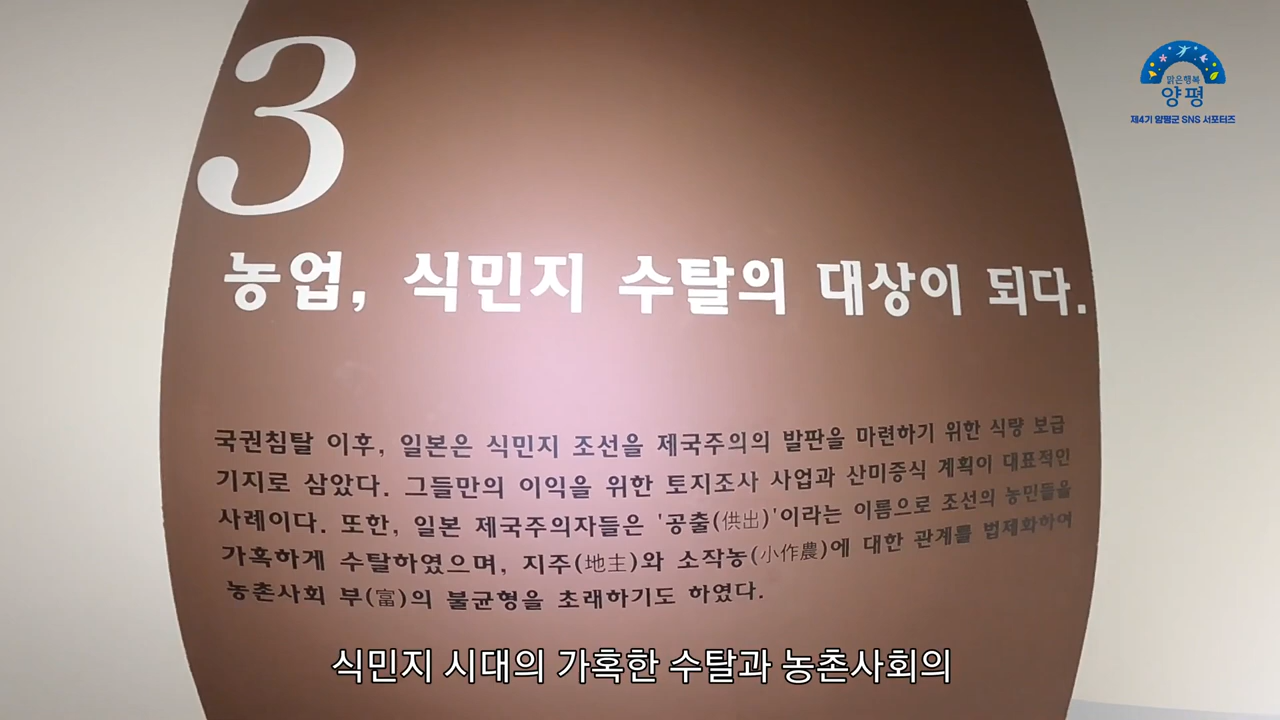 3
맑은행복
양평
제4기 양평군 SNS 서포터즈
농업, 식민지 수탈의 대상이 되다.
국권침탈 이후, 일본은 식민지 조선을 제국주의의 발판을 마련하기 위한 식량 보급
기지로 삼았다. 그들만의 이익을 위한 토지조사 사업과 산미증식 계획이 대표적인
사례이다. 또한, 일본 제국주의자들은 '공출(供出)'이라는 이름으로 조선의 농민들을
가혹하게 수탈하였으며, 지주(地主)와 소작농(小作農)에 대한 관계를 법제화하여
농촌사회 부(富)의 불균형을 초래하기도 하였다.
식민지 시대의 가혹한 수탈과 농촌사회의